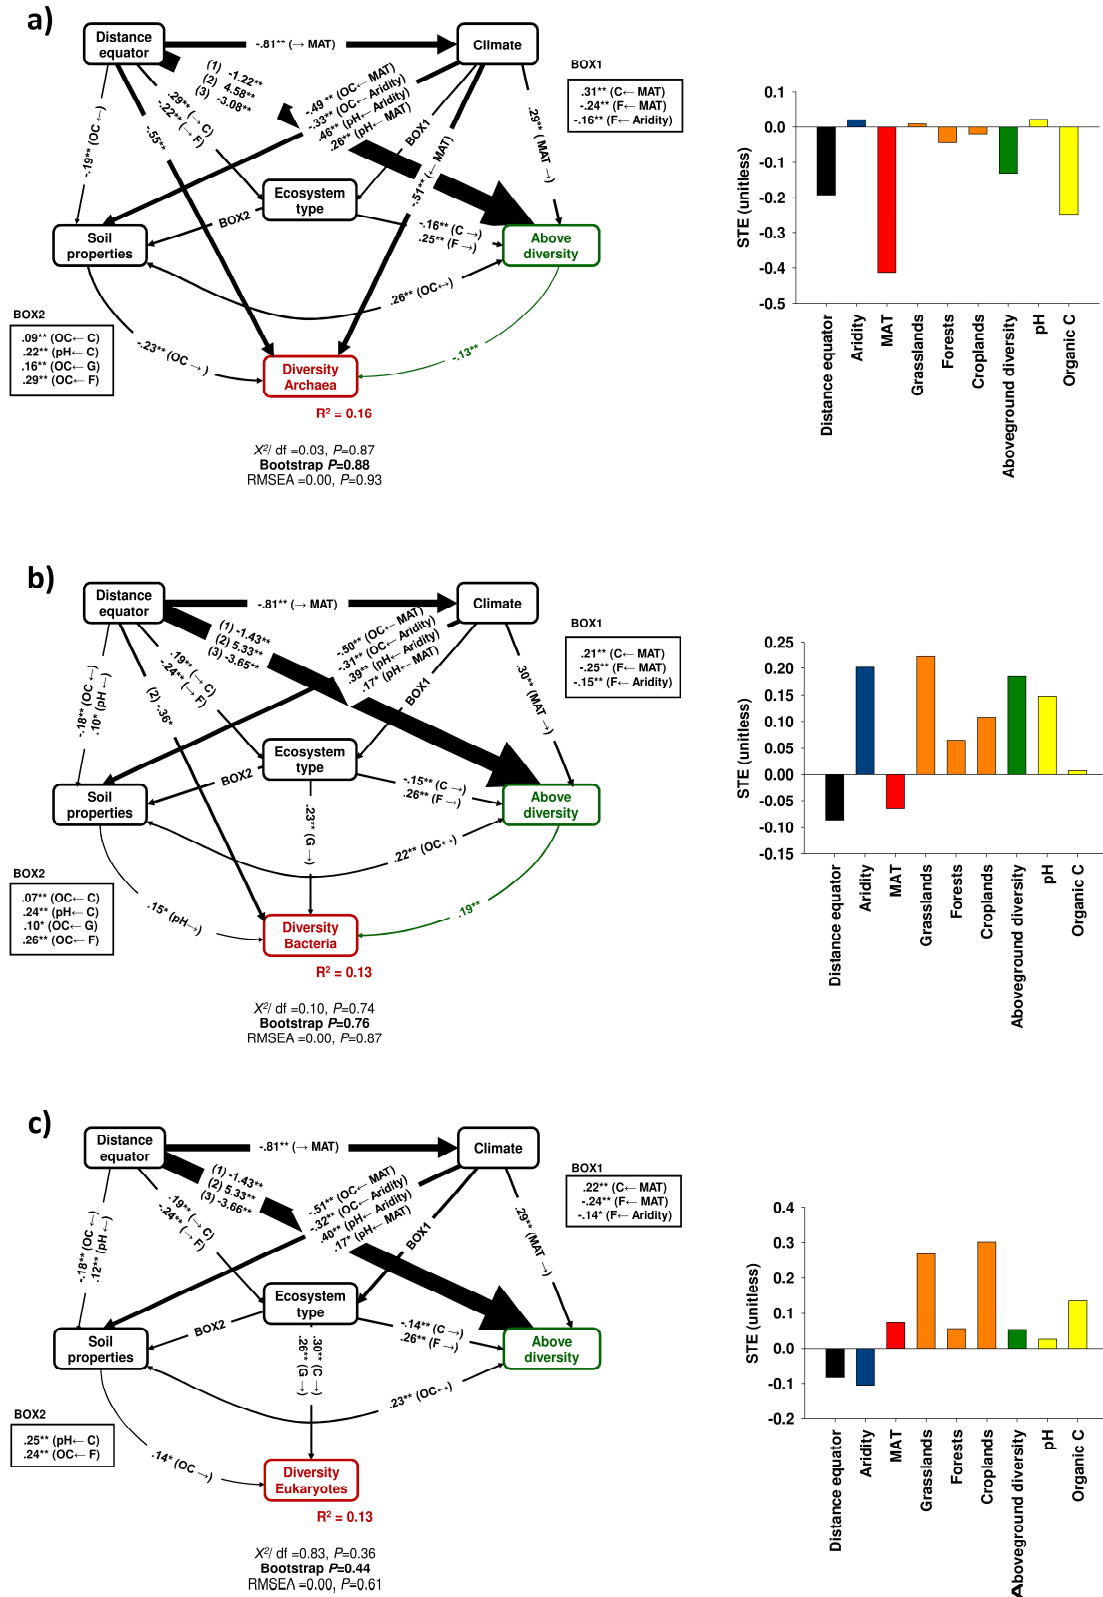 a)
Distance
equator
-.81** (→ MAT)
Climate
(1) -1.22**
(2) 4.58**
(3) -3.08**
-.49** (OC← MAT)
-.33** (OC← Aridity)
.46** (pH← Aridity)
.26** (pH← MAT)
BOX1
.31** (C← MAT)
-.24** (F← MAT)
-.16** (F← Aridity)
.29** (→ C)
-.22** (→ F)
-.19** (OC ←)
-.55**
BOX1
-.51** (← MAT)
.29** (MAT →)
Ecosystem
type
BOX2
-.16** (C →)
.25** (F →)
Soil
properties
Above
diversity
.26** (OC↔)
BOX2
.09** (OC← C)
.22** (pH← C)
.16** (OC← G)
.29** (OC← F)
-.23** (OC →)
-.13**
Diversity
Archaea
R² = 0.16
X²/ df =0.03, P=0.87
Bootstrap P=0.88
RMSEA =0.00, P=0.93
STE (unitless)
0.1
0.0
-0.1
-0.2
-0.3
-0.4
-0.5
Distance equator
Aridity
MAT
Grasslands
Forests
Croplands
Aboveground diversity
pH
Organic C
b)
Distance
equator
-.81** (→ MAT)
Climate
(1) -1.43**
(2) 5.33**
(3) -3.65**
-.50** (OC← MAT)
-.31** (OC← Aridity)
.39** (pH← Aridity)
.17* (pH← MAT)
BOX1
.21** (C← MAT)
-.25** (F← MAT)
-.15** (F← Aridity)
.19** (→ C)
-.24** (→ F)
-.18** (OC ←)
.10* (pH ←)
(2) -.36*
BOX1
.30** (MAT →)
Ecosystem
type
BOX2
-.15** (C →)
.26** (F →)
Soil
properties
Above
diversity
.23** (G →)
.22** (OC↔)
BOX2
.07** (OC← C)
.24** (pH← C)
.10* (OC← G)
.26** (OC← F)
.15* (pH→)
.19**
Diversity
Bacteria
R² = 0.13
X²/ df =0.10, P=0.74
Bootstrap P=0.76
RMSEA =0.00, P=0.87
STE (unitless)
0.25
0.20
0.15
0.10
0.05
0.00
-0.05
-0.10
-0.15
Distance equator
Aridity
MAT
Grasslands
Forests
Croplands
Aboveground diversity
pH
Organic C
c)
Distance
equator
-.81** (→ MAT)
Climate
(1) -1.43**
(2) 5.33**
(3) -3.66**
-.51** (OC← MAT)
-.32** (OC← Aridity)
.40** (pH← Aridity)
.17* (pH← MAT)
BOX1
.22** (C← MAT)
-.24** (F← MAT)
-.14* (F← Aridity)
.19** (→ C)
-.24** (→ F)
-.18** (OC ←)
.12** (pH ←)
BOX1
.29** (MAT →)
Ecosystem
type
BOX2
-.14** (C →)
.26** (F →)
Soil
properties
Above
diversity
.30** (C →)
.26** (G →)
.23** (OC↔)
BOX2
.25** (pH← C)
.24** (OC← F)
.14* (OC →)
Diversity
Eukaryotes
R² = 0.13
X²/ df =0.83, P=0.36
Bootstrap P=0.44
RMSEA =0.00, P=0.61
STE (unitless)
0.4
0.3
0.2
0.1
0.0
-0.1
-0.2
Distance equator
Aridity
MAT
Grasslands
Forests
Croplands
Aboveground diversity
pH
Organic C